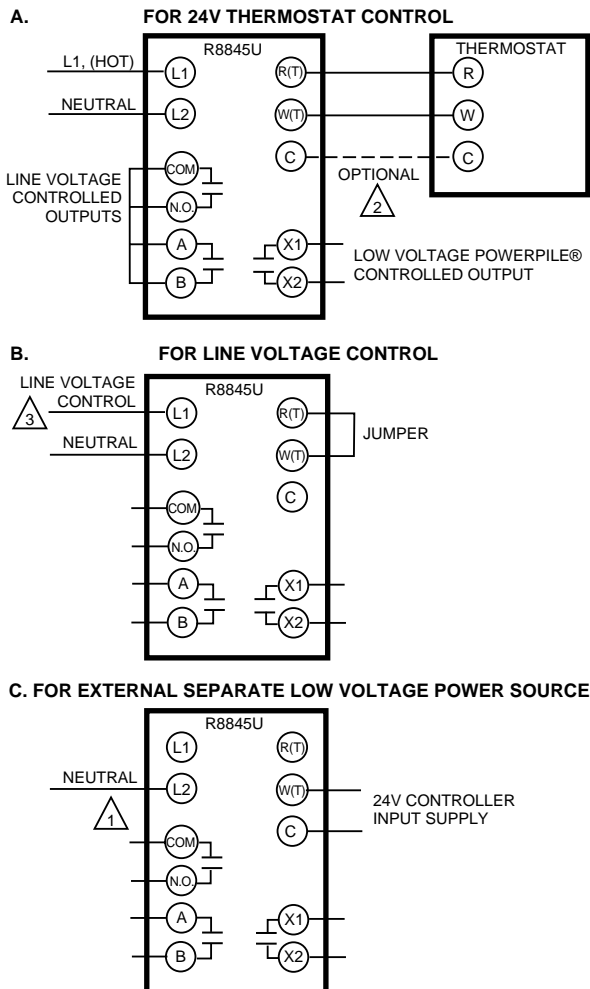 A. FOR 24V THERMOSTAT CONTROL
R8845U
THERMOSTAT
L1, (HOT)
L1
R(T)
R
NEUTRAL
L2
W(T)
W
C
C
OPTIONAL
2
LINE VOLTAGE
CONTROLLED
OUTPUTS
COM
N.O.
A
B
X1
X2
LOW VOLTAGE POWERPILE®
CONTROLLED OUTPUT
B. FOR LINE VOLTAGE CONTROL
R8845U
LINE VOLTAGE
CONTROL
3
L1
R(T)
JUMPER
NEUTRAL
L2
W(T)
C
COM
N.O.
A
X1
B
X2
C. FOR EXTERNAL SEPARATE LOW VOLTAGE POWER SOURCE
R8845U
L1
R(T)
NEUTRAL
1
L2
W(T)
24V CONTROLLER
INPUT SUPPLY
C
COM
N.O.
A
X1
B
X2